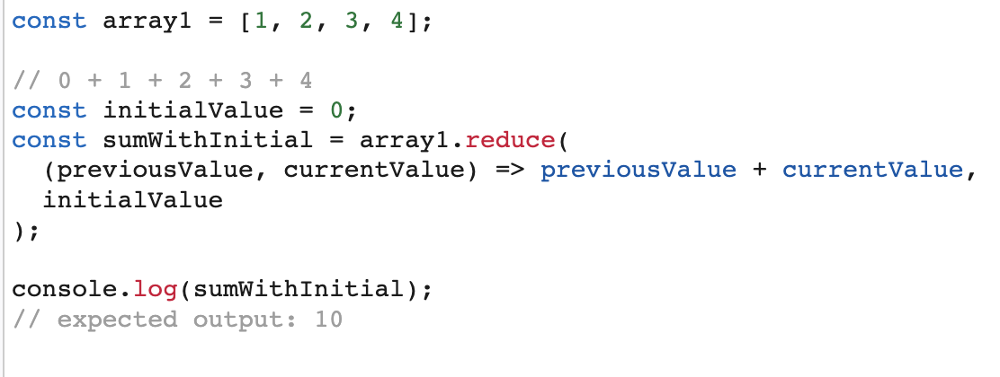 const array1 = [1, 2, 3, 4];
// 0 + 1 + 2 + 3 + 4
const initialValue = 0;
const sumWithInitial = array1.reduce(
  (previousValue, currentValue) => previousValue + currentValue,
  initialValue
);
console.log(sumWithInitial);
// expected output: 10